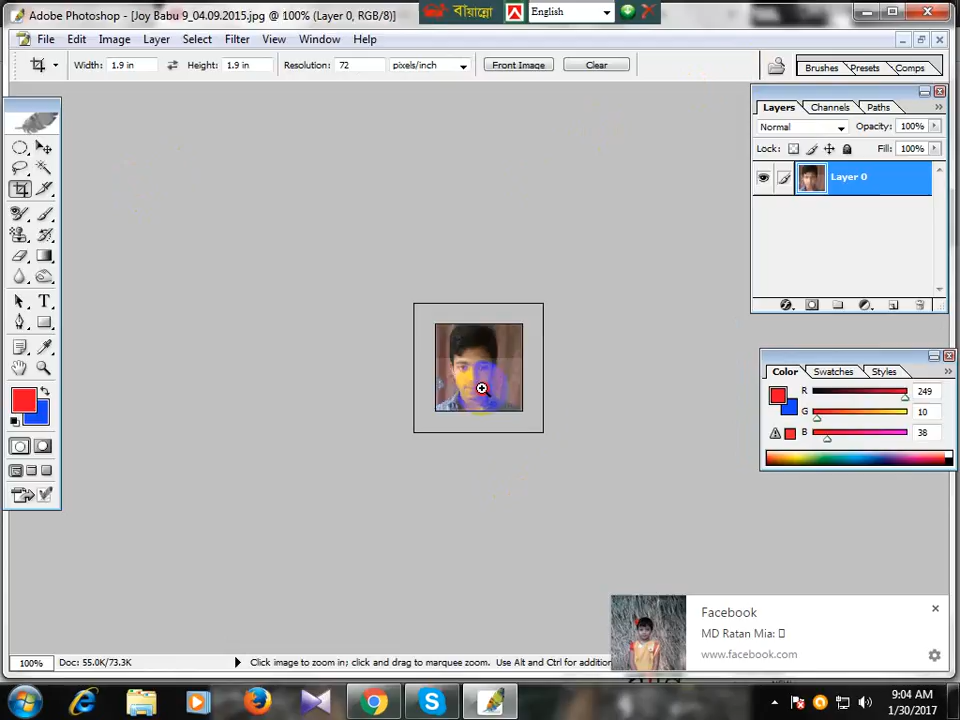 Adobe Photoshop - [Joy Babu 9_04.09.2015.jpg @ 100% (Layer 0, RGB/8)]
বায়ান্নো
English
File Edit Image Layer Select Filter View Window Help
Width: 1.9 in Height: 1.9 in Resolution: 72 pixels/inch Front Image Clear
Brushes Presets Comps
Layers Channels Paths
Normal Opacity: 100%
Lock: Fill: 100%
Layer 0
T
Color Swatches Styles
R 249
G 10
B 38
Facebook
MD Ratan Mia:
www.facebook.com
100% Doc: 55.0K/73.3K Click image to zoom in; click and drag to marquee zoom. Use Alt and Ctrl for addition
9:04 AM
1/30/2017